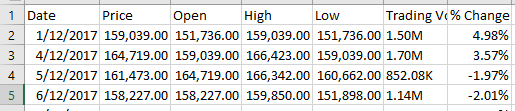 1 Date Price Open High Low Trading Vo % Change
2 1/12/2017 159,039.00 151,736.00 159,039.00 151,736.00 1.50M 4.98%
3 4/12/2017 164,719.00 159,039.00 166,423.00 159,039.00 1.70M 3.57%
4 5/12/2017 161,473.00 164,719.00 166,342.00 160,662.00 852.08K -1.97%
5 6/12/2017 158,227.00 158,227.00 159,850.00 151,898.00 1.14M -2.01%